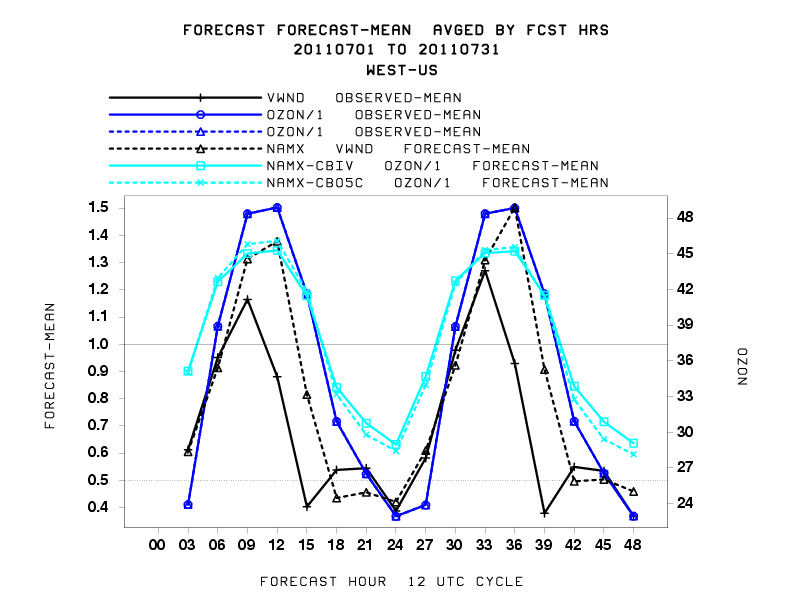 FORECAST FORECAST-MEAN AVGED BY FCST HRS
20110701 TO 20110731
WEST-US
VWND OBSERVED-MEAN
OZON/1 OBSERVED-MEAN
OZON/1 OBSERVED-MEAN
NAMX VWND FORECAST-MEAN
NAMX-CBIV OZON/1 FORECAST-MEAN
NAMX-CB05C OZON/1 FORECAST-MEAN
1.5
1.4
1.3
1.2
1.1
1.0
0.9
0.8
0.7
0.6
0.5
0.4
FORECAST-MEAN
48
45
42
39
36
33
30
27
24
OZON
00 03 06 09 12 15 18 21 24 27 30 33 36 39 42 45 48
FORECAST HOUR 12 UTC CYCLE